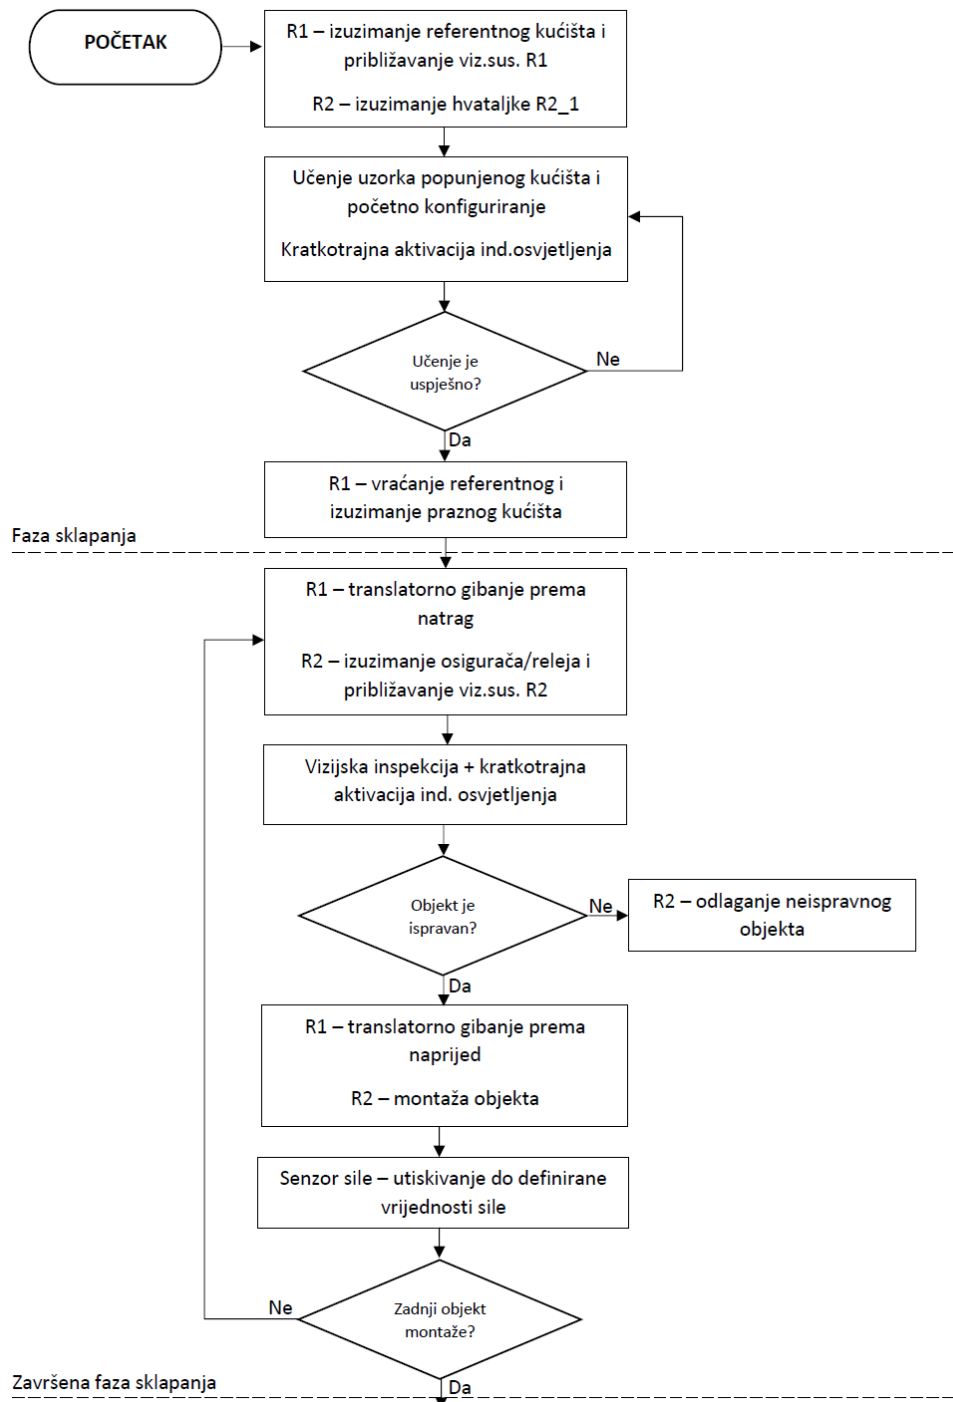 POČETAK
R1 – izuzimanje referentnog kućišta i
približavanje viz.sus. R1
R2 – izuzimanje hvataljke R2_1
Učenje uzorka popunjenog kućišta i
početno konfiguriranje
Kratkotrajna aktivacija ind.osvjetljenja
Učenje je
uspješno?
Ne
Da
R1 – vraćanje referentnog i
izuzimanje praznog kućišta
Faza sklapanja
R1 – translatorno gibanje prema
natrag
R2 – izuzimanje osigurača/releja i
približavanje viz.sus. R2
Vizijska inspekcija + kratkotrajna
aktivacija ind. osvjetljenja
Objekt je
ispravan?
Ne
R2 – odlaganje neispravnog
objekta
Da
R1 – translatorno gibanje prema
naprijed
R2 – montaža objekta
Senzor sile – utiskivanje do definirane
vrijednosti sile
Ne
Zadnji objekt
montaže?
Završena faza sklapanja
Da